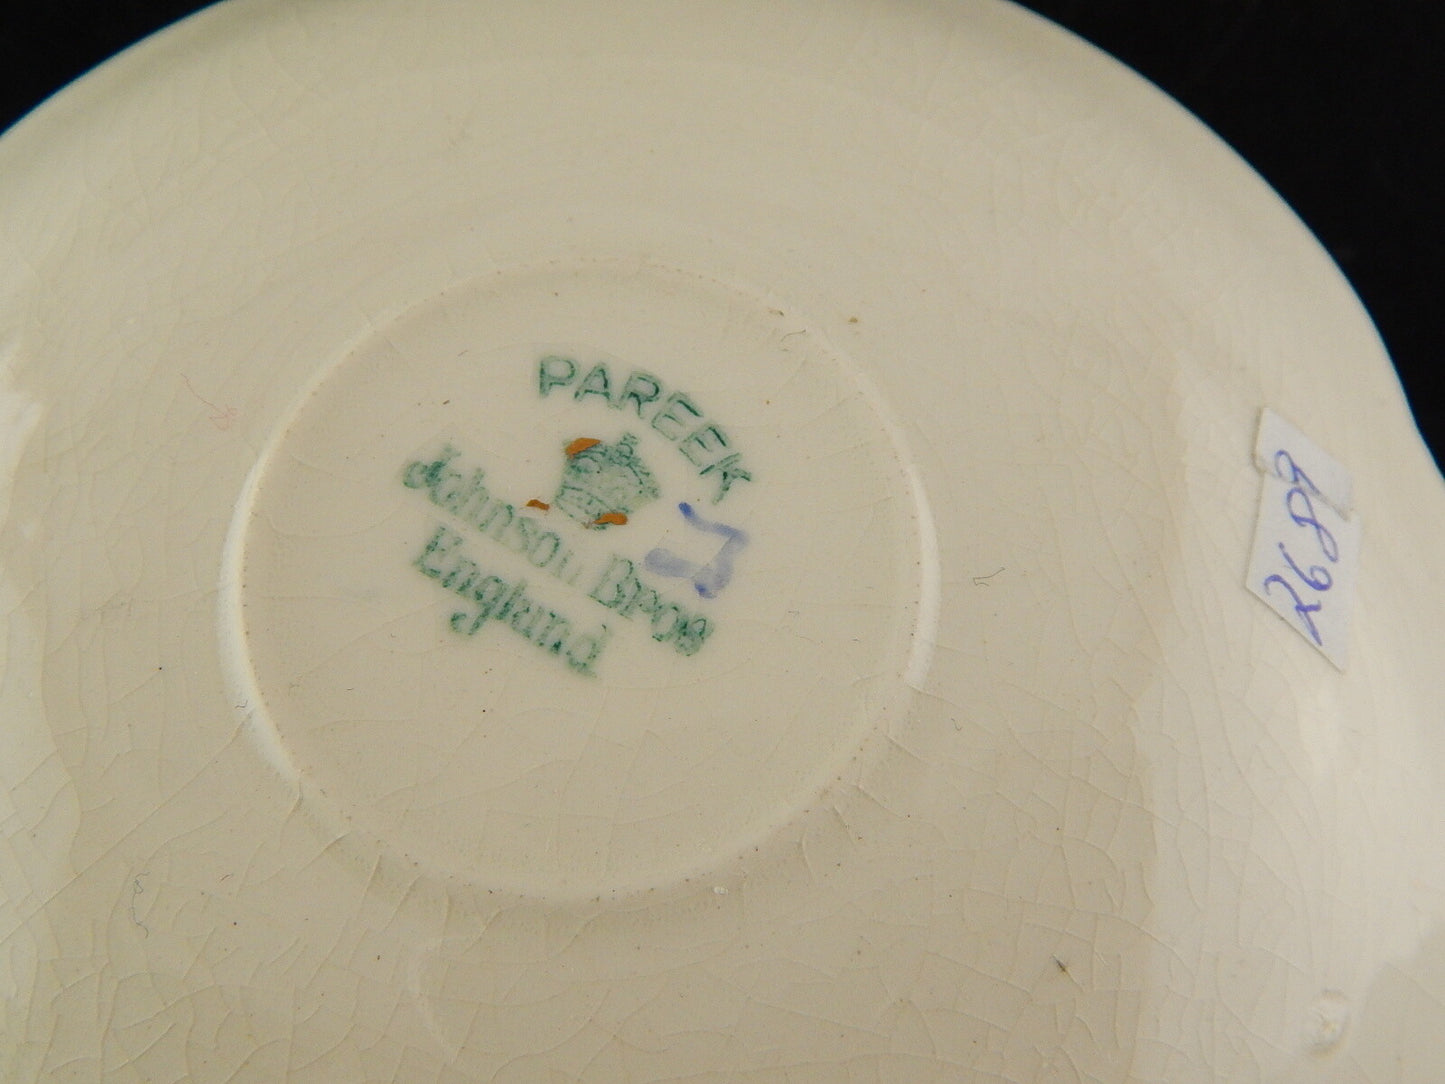 PAREEK
Johnson Bros
England
2689